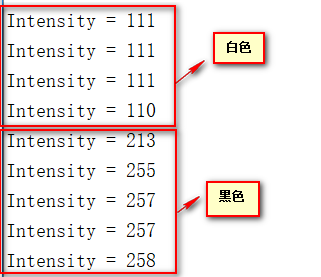 Intensity = 111
Intensity = 111
Intensity = 111
Intensity = 110
白色
Intensity = 213
Intensity = 255
Intensity = 257
Intensity = 257
Intensity = 258
黑色